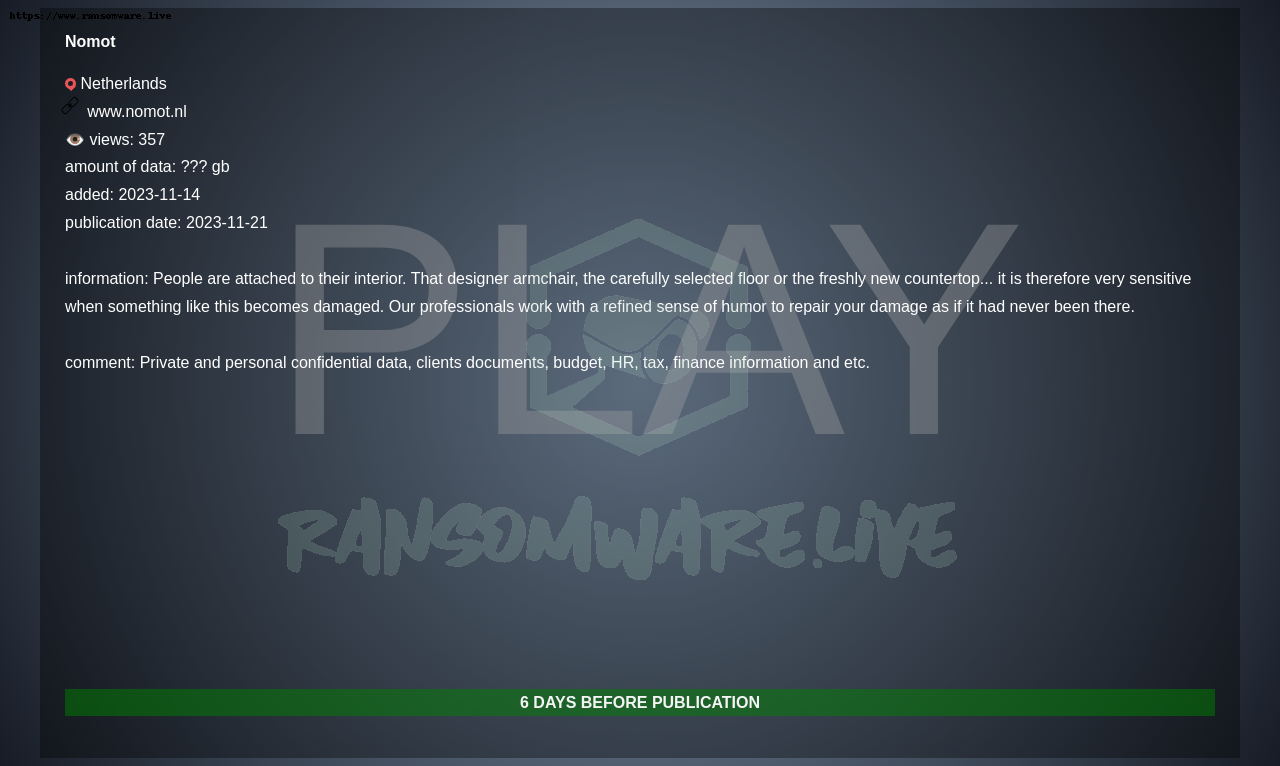 https://www.ransomware.live
Nomot
Netherlands
www.nomot.nl
views: 357
amount of data: ??? gb
added: 2023-11-14
publication date: 2023-11-21
PLAY
information: People are attached to their interior. That designer armchair, the carefully selected floor or the freshly new countertop... it is therefore very sensitive
when something like this becomes damaged. Our professionals work with a refined sense of humor to repair your damage as if it had never been there.
comment: Private and personal confidential data, clients documents, budget, HR, tax, finance information and etc.
RANSOMWARE.LIVE
6 DAYS BEFORE PUBLICATION